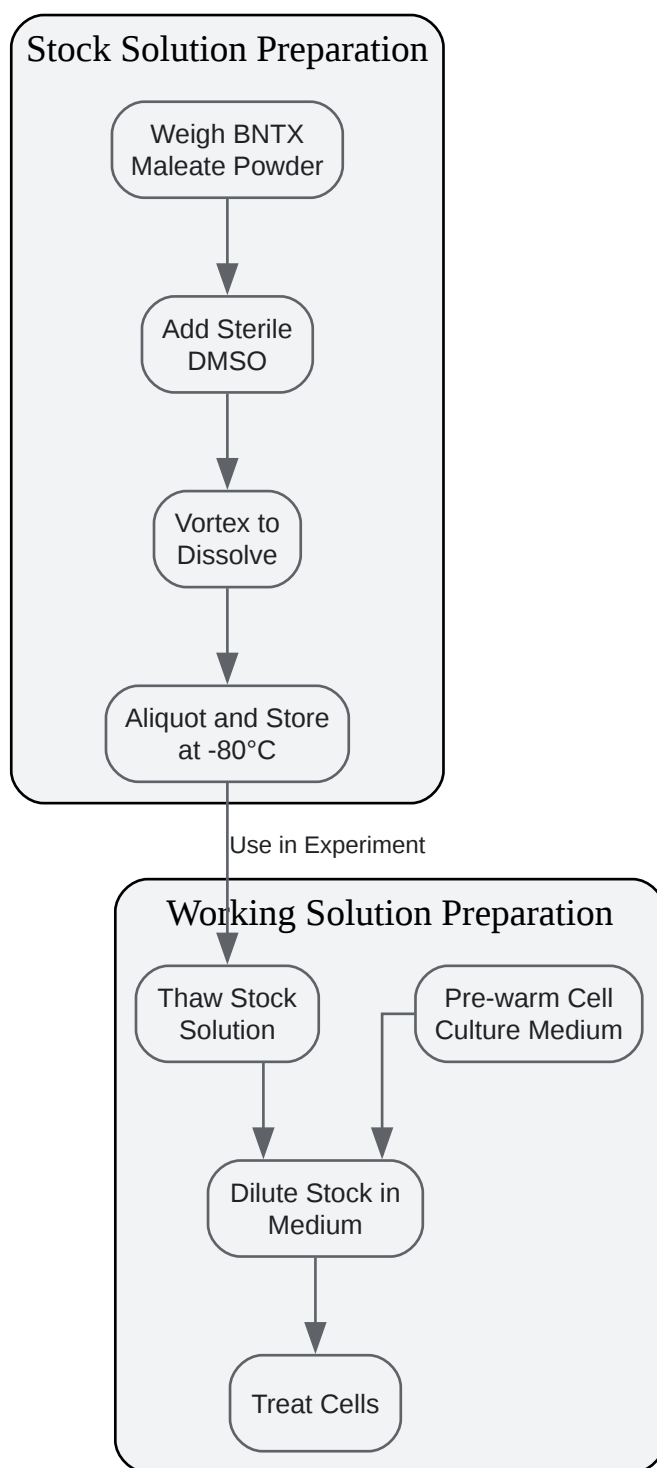 Stock Solution Preparation
Weigh BNTX
Maleate Powder
Add Sterile
DMSO
Vortex to
Dissolve
Aliquot and Store
at -80°C
Use in Experiment
Working Solution Preparation
Thaw Stock
Solution
Pre-warm Cell
Culture Medium
Dilute Stock in
Medium
Treat Cells